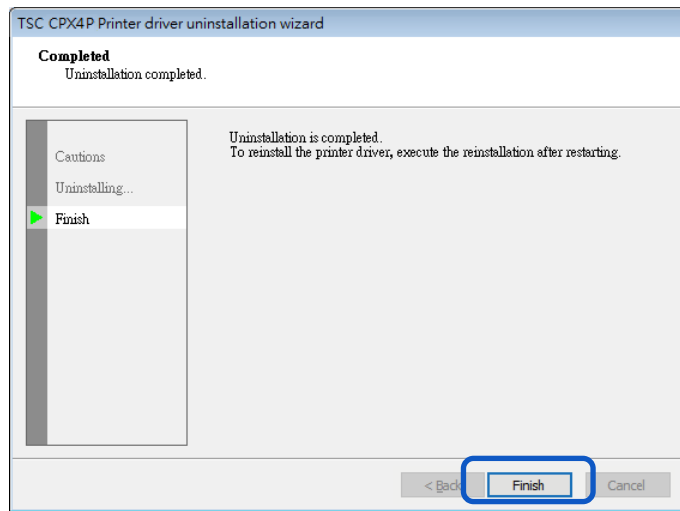 TSC CPX4P Printer driver uninstallation wizard
Completed
Uninstallation completed.
Uninstallation is completed.
To reinstall the printer driver, execute the reinstallation after restarting.
Cautions
Uninstalling...
Finish
< Back
Finish
Cancel